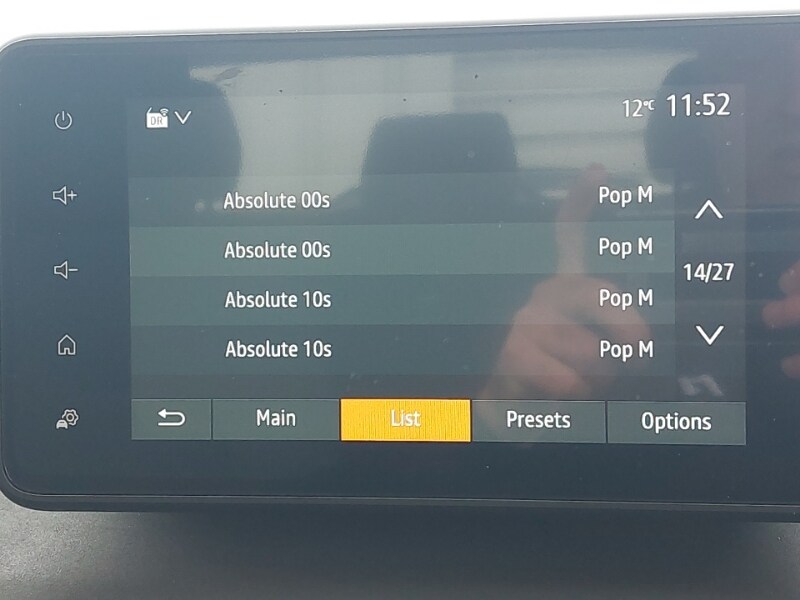 DR
12°C 11:52
Absolute 00s Pop M
Absolute 00s Pop M
14/27
Absolute 10s Pop M
Absolute 10s Pop M
Main List Presets Options